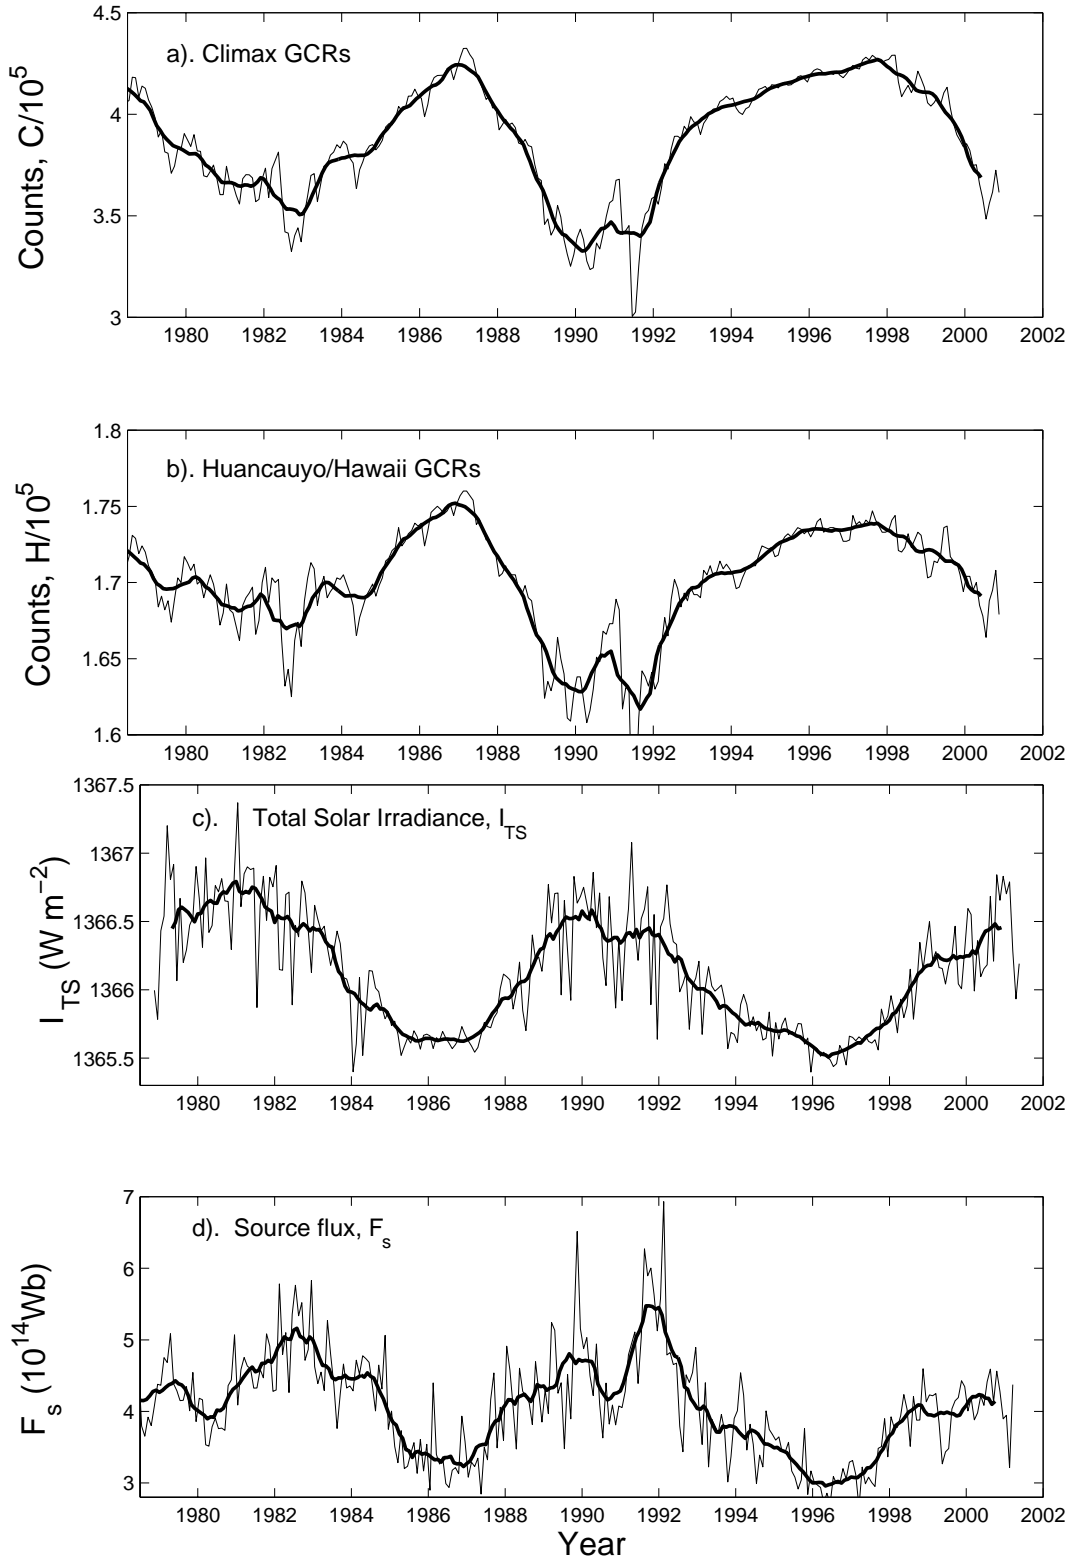 4.5
a). Climax GCRs
4
3.5
3
Counts, C/10^5
1980 1982 1984 1986 1988 1990 1992 1994 1996 1998 2000 2002
1.8
b). Huancauyo/Hawaii GCRs
1.75
1.7
1.65
1.6
Counts, H/10^5
1980 1982 1984 1986 1988 1990 1992 1994 1996 1998 2000 2002
1367.5
c). Total Solar Irradiance, I_TS
1367
1366.5
1366
1365.5
I_TS (W m^−2)
1980 1982 1984 1986 1988 1990 1992 1994 1996 1998 2000 2002
7
d). Source flux, F_s
6
5
4
3
F_s (10^14Wb)
1980 1982 1984 1986 1988 1990 1992 1994 1996 1998 2000 2002
Year